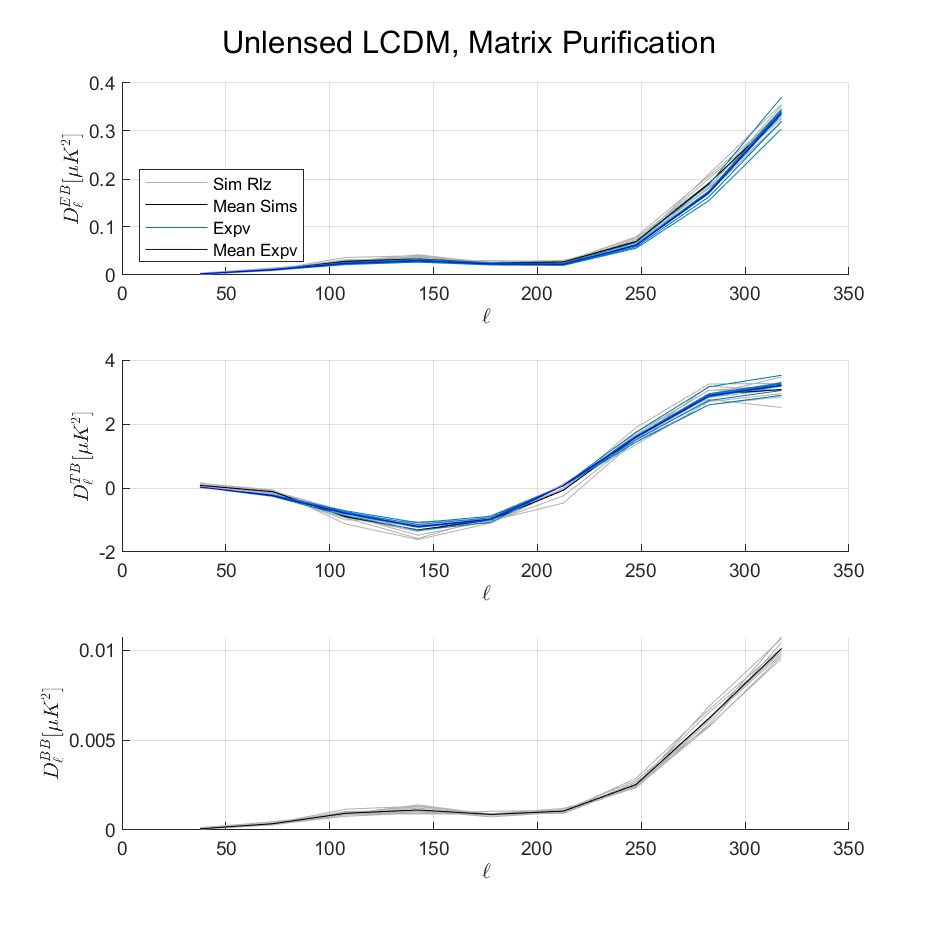 Unlensed LCDM, Matrix Purification
0.4
0.3
0.2
0.1
0
D_ℓ^{EB}[μK^2]
Sim Rlz
Mean Sims
Expv
Mean Expv
0 50 100 150 200 250 300 350
ℓ
4
2
0
-2
D_ℓ^{TB}[μK^2]
0 50 100 150 200 250 300 350
ℓ
0.01
0.005
0
D_ℓ^{BB}[μK^2]
0 50 100 150 200 250 300 350
ℓ